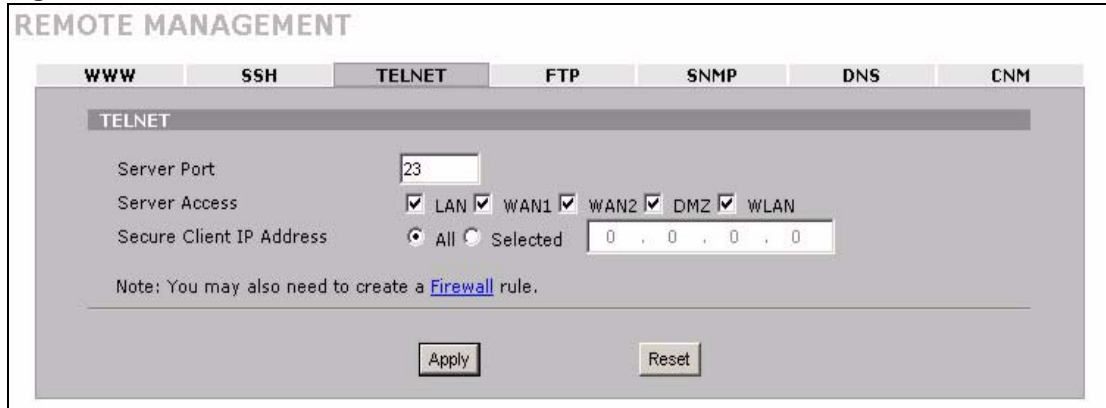 REMOTE MANAGEMENT
WWW SSH TELNET FTP SNMP DNS CNM
TELNET
Server Port 23
Server Access LAN WAN1 WAN2 DMZ WLAN
Secure Client IP Address All Selected 0 . 0 . 0 . 0
Note: You may also need to create a Firewall rule.
Apply Reset